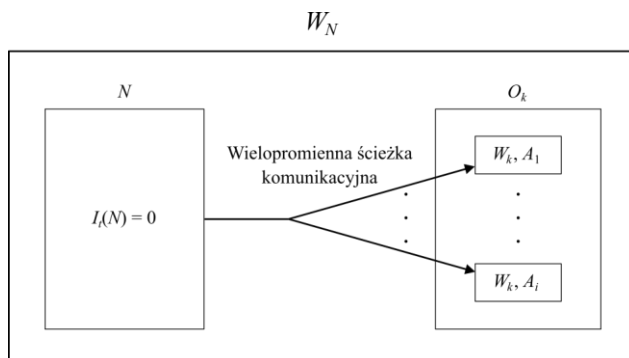 W_N
N
O_k
Wielopromienna ścieżka
komunikacyjna
W_k, A_1
I_t(N) = 0
W_k, A_i